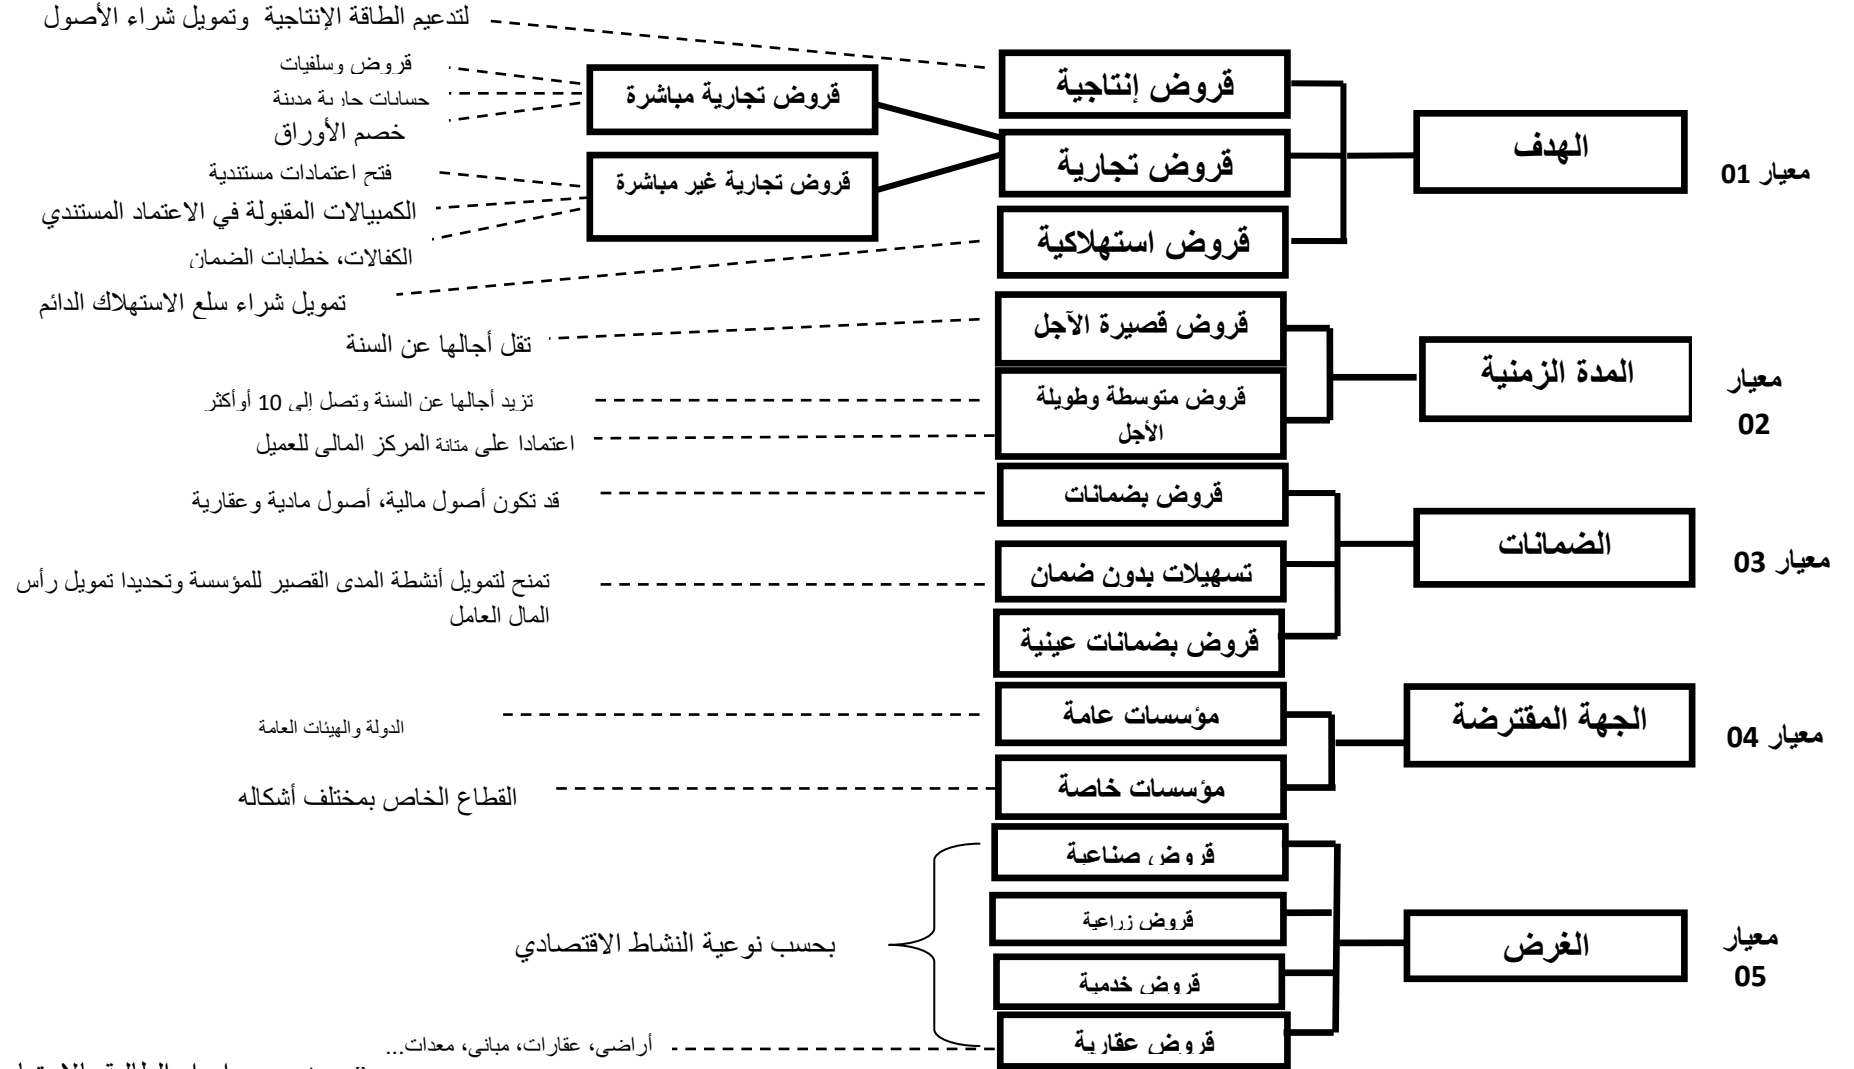 معيار 01
الهدف
قروض إنتاجية
لتدعيم الطاقة الإنتاجية وتمويل شراء الأصول
قروض تجارية
قروض تجارية مباشرة
قروض وسلفيات
حسابات جارية مدينة
خصم الأوراق
قروض تجارية غير مباشرة
فتح اعتمادات مستندية
الكمبيالات المقبولة في الاعتماد المستندي
الكفالات، خطابات الضمان
قروض استهلاكية
تمويل شراء سلع الاستهلاك الدائم
معيار
02
المدة الزمنية
قروض قصيرة الآجل
تقل أجالها عن السنة
قروض متوسطة وطويلة
الأجل
تزيد أجالها عن السنة وتصل إلى 10 أوأكثر
اعتمادا على متانة المركز المالي للعميل
معيار 03
الضمانات
قروض بضمانات
قد تكون أصول مالية، أصول مادية وعقارية
تسهيلات بدون ضمان
تمنح لتمويل أنشطة المدى القصير للمؤسسة وتحديدا تمويل رأس
المال العامل
قروض بضمانات عينية
معيار 04
الجهة المقترضة
مؤسسات عامة
الدولة والهيئات العامة
مؤسسات خاصة
القطاع الخاص بمختلف أشكاله
معيار
05
الغرض
قروض صناعية
قروض زراعية
قروض خدمية
قروض عقارية
بحسب نوعية النشاط الاقتصادي
أراضي، عقارات، مباني، معدات...